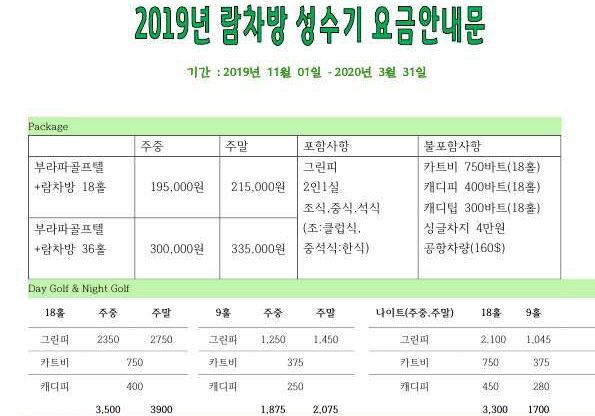 2019년 람차방 성수기 요금안내문
기간 : 2019년 11월 01일 - 2020년 3월 31일
Package
주중 주말 포함사항 불포함사항
부라파골프텔
+람차방 18홀 195,000원 215,000원
그린피
2인1실
조식,중식,석식
(조:클럽식,
중석식:한식)
카트비 750바트(18홀)
캐디피 400바트(18홀)
캐디팁 300바트(18홀)
싱글차지 4만원
공항차량(160$)
부라파골프텔
+람차방 36홀 300,000원 335,000원
Day Golf & Night Golf
18홀 주중 주말 9홀 주중 주말 나이트(주중.주말) 18홀 9홀
그린피 2350 2750 그린피 1,250 1,450 그린피 2,100 1,045
카트비 750 카트비 375 카트비 750 375
캐디피 400 캐디피 250 캐디피 450 280
3,500 3900 1,875 2,075 3,300 1700